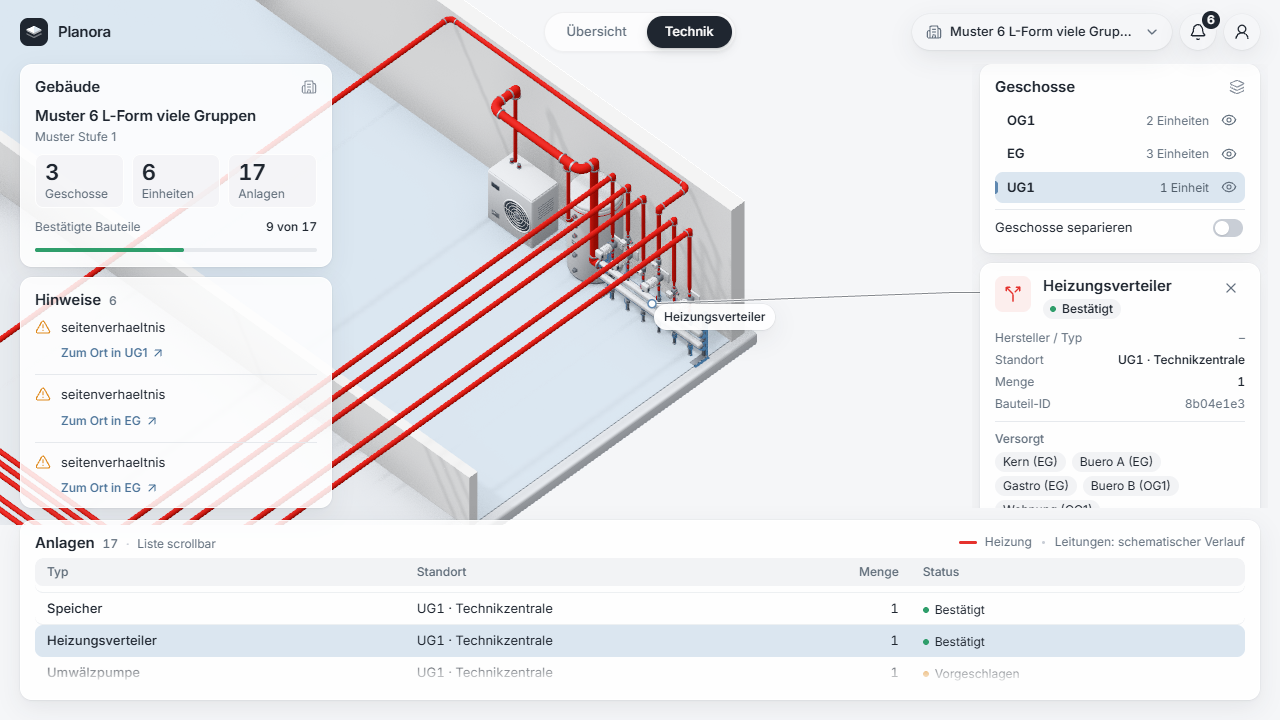 Planora
Übersicht
Technik
Muster 6 L-Form viele Grup...
6
Gebäude
Muster 6 L-Form viele Gruppen
Muster Stufe 1
3
Geschosse
6
Einheiten
17
Anlagen
Bestätigte Bauteile
9 von 17
Hinweise 6
seitenverhaeltnis
Zum Ort in UG1
seitenverhaeltnis
Zum Ort in EG
seitenverhaeltnis
Zum Ort in EG
Heizungsverteiler
Geschosse
OG1 2 Einheiten
EG 3 Einheiten
UG1 1 Einheit
Geschosse separieren
Heizungsverteiler
Bestätigt
Hersteller / Typ –
Standort UG1 · Technikzentrale
Menge 1
Bauteil-ID 8b04e1e3
Versorgt
Kern (EG) Buero A (EG)
Gastro (EG) Buero B (OG1)
Wohnung (OG1)
Anlagen 17 · Liste scrollbar
Heizung · Leitungen: schematischer Verlauf
Typ Standort Menge Status
Speicher UG1 · Technikzentrale 1 Bestätigt
Heizungsverteiler UG1 · Technikzentrale 1 Bestätigt
Umwälzpumpe UG1 · Technikzentrale 1 Vorgeschlagen